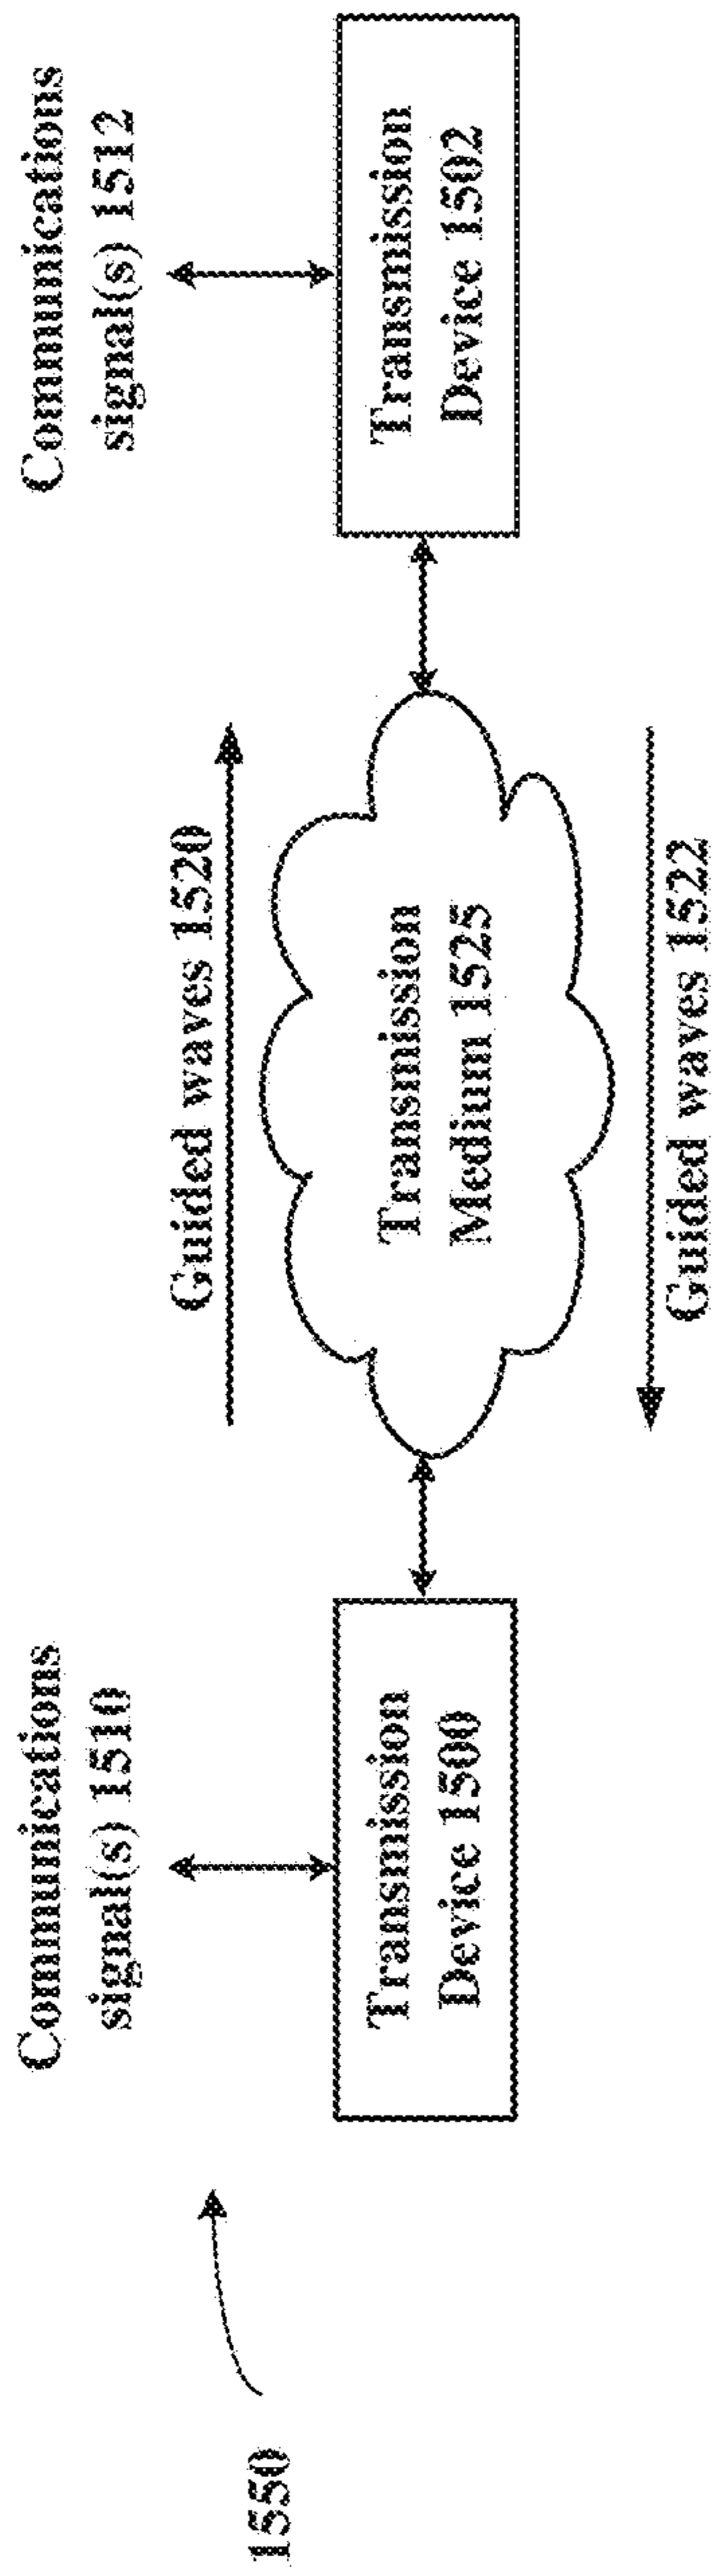 1550
Communications
signal(s) 1510
Transmission
Device 1500
Guided waves 1520
Transmission
Medium 1525
Guided waves 1522
Communications
signal(s) 1512
Transmission
Device 1502